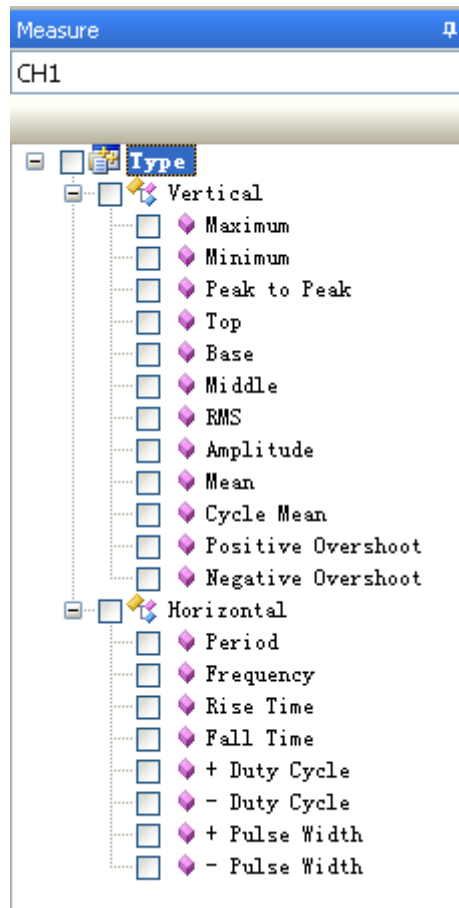 Measure
CH1
Type
Vertical
Maximum
Minimum
Peak to Peak
Top
Base
Middle
RMS
Amplitude
Mean
Cycle Mean
Positive Overshoot
Negative Overshoot
Horizontal
Period
Frequency
Rise Time
Fall Time
+ Duty Cycle
- Duty Cycle
+ Pulse Width
- Pulse Width